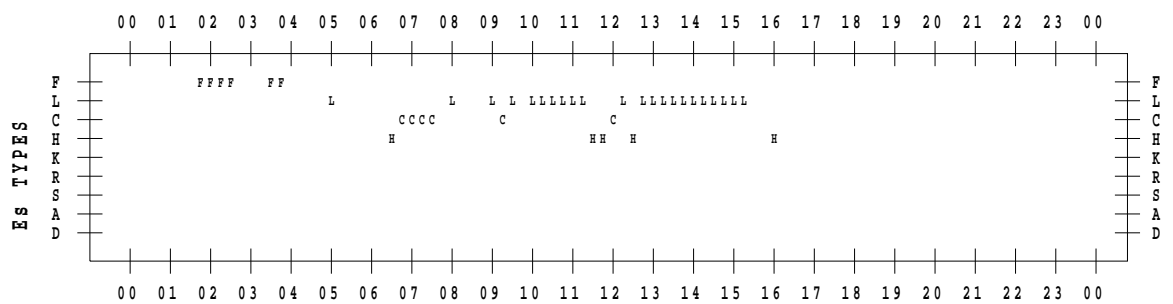 00 01 02 03 04 05 06 07 08 09 10 11 12 13 14 15 16 17 18 19 20 21 22 23 00
F FFFF FF F
L L L L L LLLLLL L LLLLLLLLLLL L
C CCCC C C C
H H HH H H H
K K
R R
S S
A A
D D
Es TYPES
00 01 02 03 04 05 06 07 08 09 10 11 12 13 14 15 16 17 18 19 20 21 22 23 00